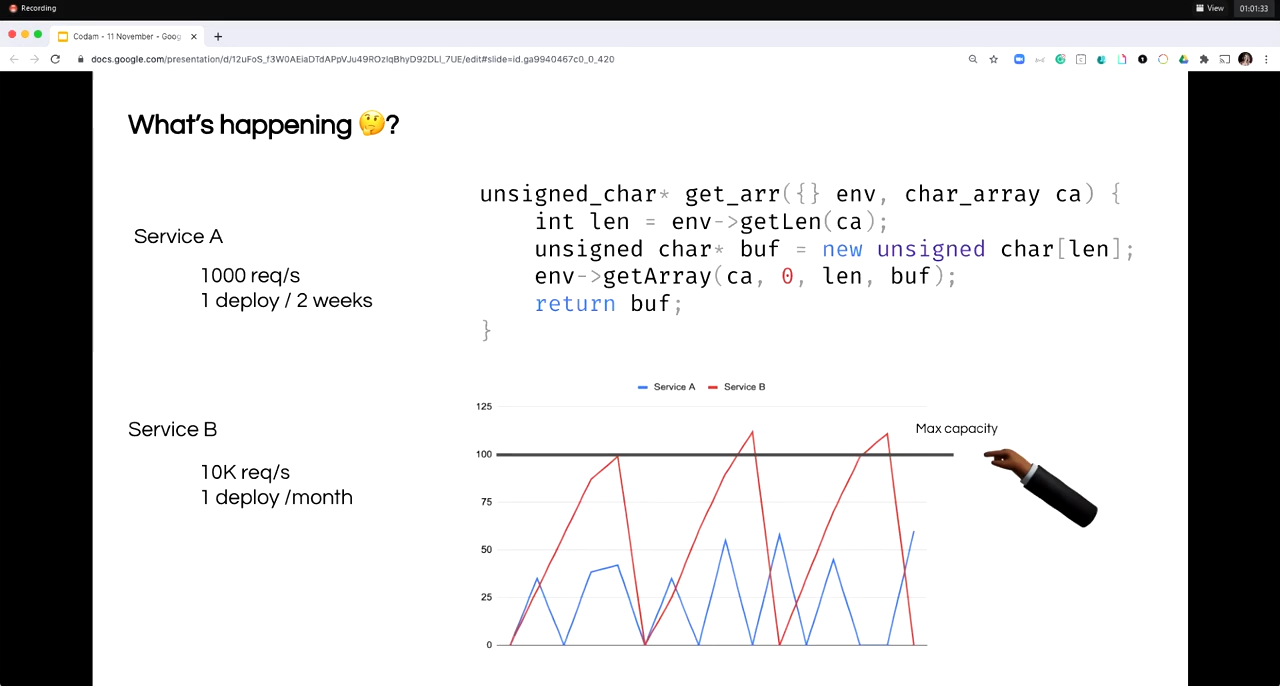 Recording
View
01:01:33
Codam - 11 November - Goog
docs.google.com/presentation/d/12uFoS_f3W0AEiaDTdAPpVJu49ROzIqBhyD92DLI_7UE/edit#slide=id.ga9940467c0_0_420
What's happening 🤔?
Service A
1000 req/s
1 deploy / 2 weeks
unsigned_char* get_arr({} env, char_array ca) {
int len = env->getLen(ca);
unsigned char* buf = new unsigned char[len];
env->getArray(ca, 0, len, buf);
return buf;
}
Service B
10K req/s
1 deploy /month
Service A
Service B
125
100
75
50
25
0
Max capacity